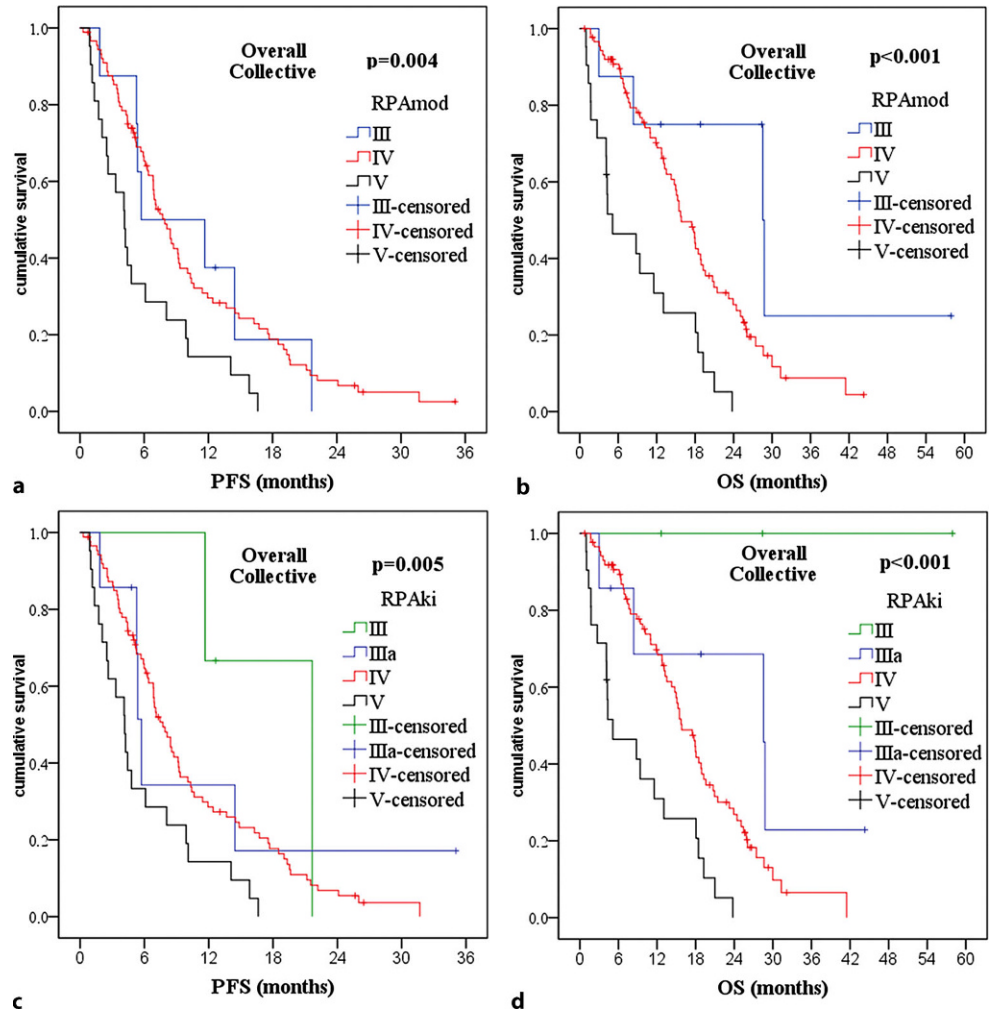 1.0
0.8
0.6
0.4
0.2
0.0
cumulative survival
Overall
Collective
p=0.004
RPAmod
III
IV
V
III-censored
IV-censored
V-censored
0 6 12 18 24 30 36
PFS (months)
a
1.0
0.8
0.6
0.4
0.2
0.0
cumulative survival
Overall
Collective
p<0.001
RPAmod
III
IV
V
III-censored
IV-censored
V-censored
0 6 12 18 24 30 36 42 48 54 60
OS (months)
b
1.0
0.8
0.6
0.4
0.2
0.0
cumulative survival
Overall
Collective
p=0.005
RPAki
III
IIIa
IV
V
III-censored
IIIa-censored
IV-censored
V-censored
0 6 12 18 24 30 36
PFS (months)
c
1.0
0.8
0.6
0.4
0.2
0.0
cumulative survival
Overall
Collective
p<0.001
RPAki
III
IIIa
IV
V
III-censored
IIIa-censored
IV-censored
V-censored
0 6 12 18 24 30 36 42 48 54 60
OS (months)
d